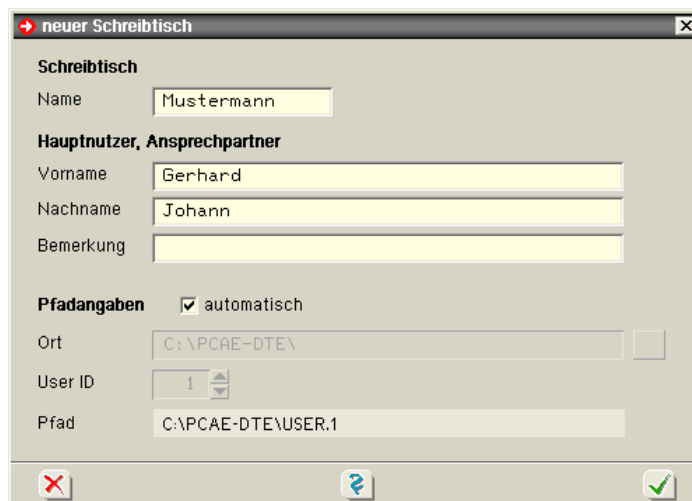 neuer Schreibtisch
Schreibtisch
Name Mustermann
Hauptnutzer, Ansprechpartner
Vorname Gerhard
Nachname Johann
Bemerkung
Pfadangaben automatisch
Ort C:\PCAE-DTE\
User ID 1
Pfad C:\PCAE-DTE\USER.1